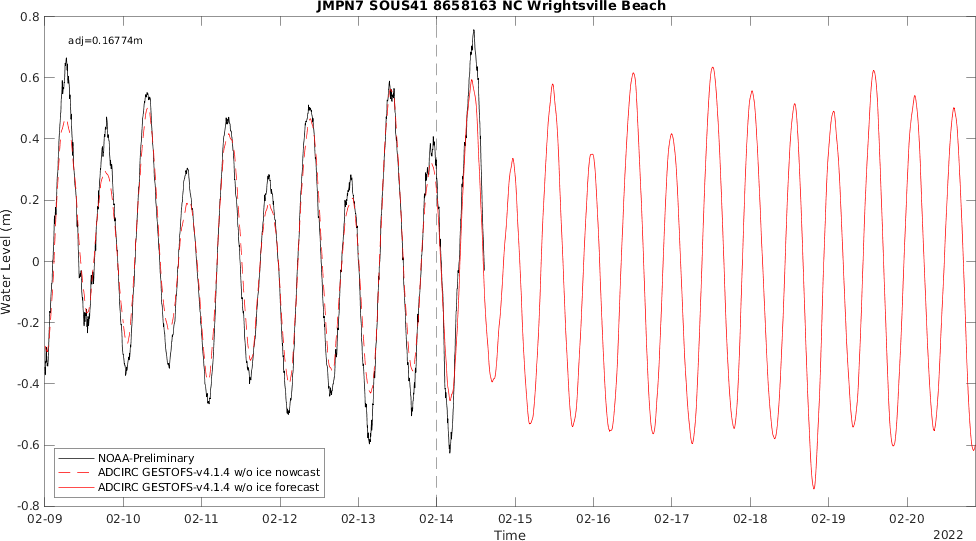 JMPN7 SOUS41 8658163 NC Wrightsville Beach
adj=0.16774m
0.8
0.6
0.4
0.2
0
-0.2
-0.4
-0.6
-0.8
Water Level (m)
NOAA-Preliminary
ADCIRC GESTOFS-v4.1.4 w/o ice nowcast
ADCIRC GESTOFS-v4.1.4 w/o ice forecast
02-09 02-10 02-11 02-12 02-13 02-14 02-15 02-16 02-17 02-18 02-19 02-20
Time
2022